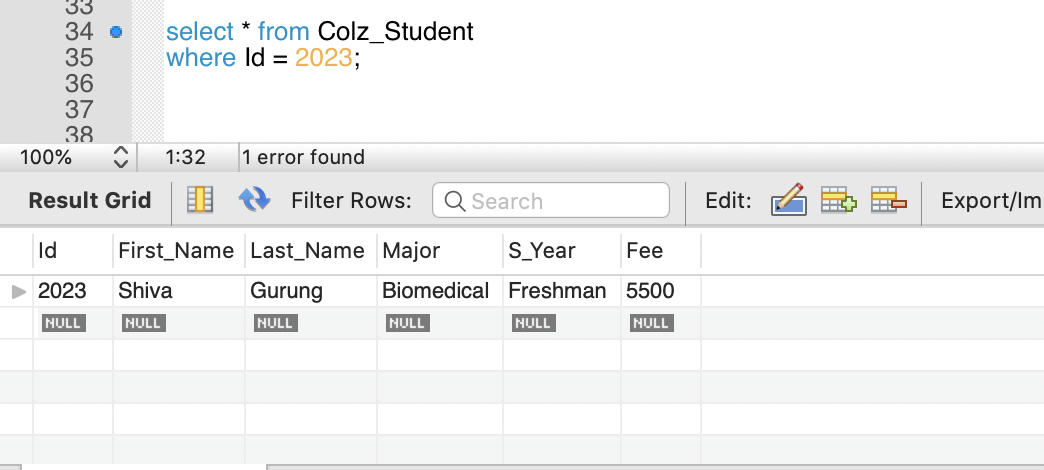 33
34 select * from Colz_Student
35 where Id = 2023;
36
37
38
100% 1:32 1 error found
Result Grid Filter Rows: Search Edit: Export/Im
Id First_Name Last_Name Major S_Year Fee
2023 Shiva Gurung Biomedical Freshman 5500
NULL NULL NULL NULL NULL NULL